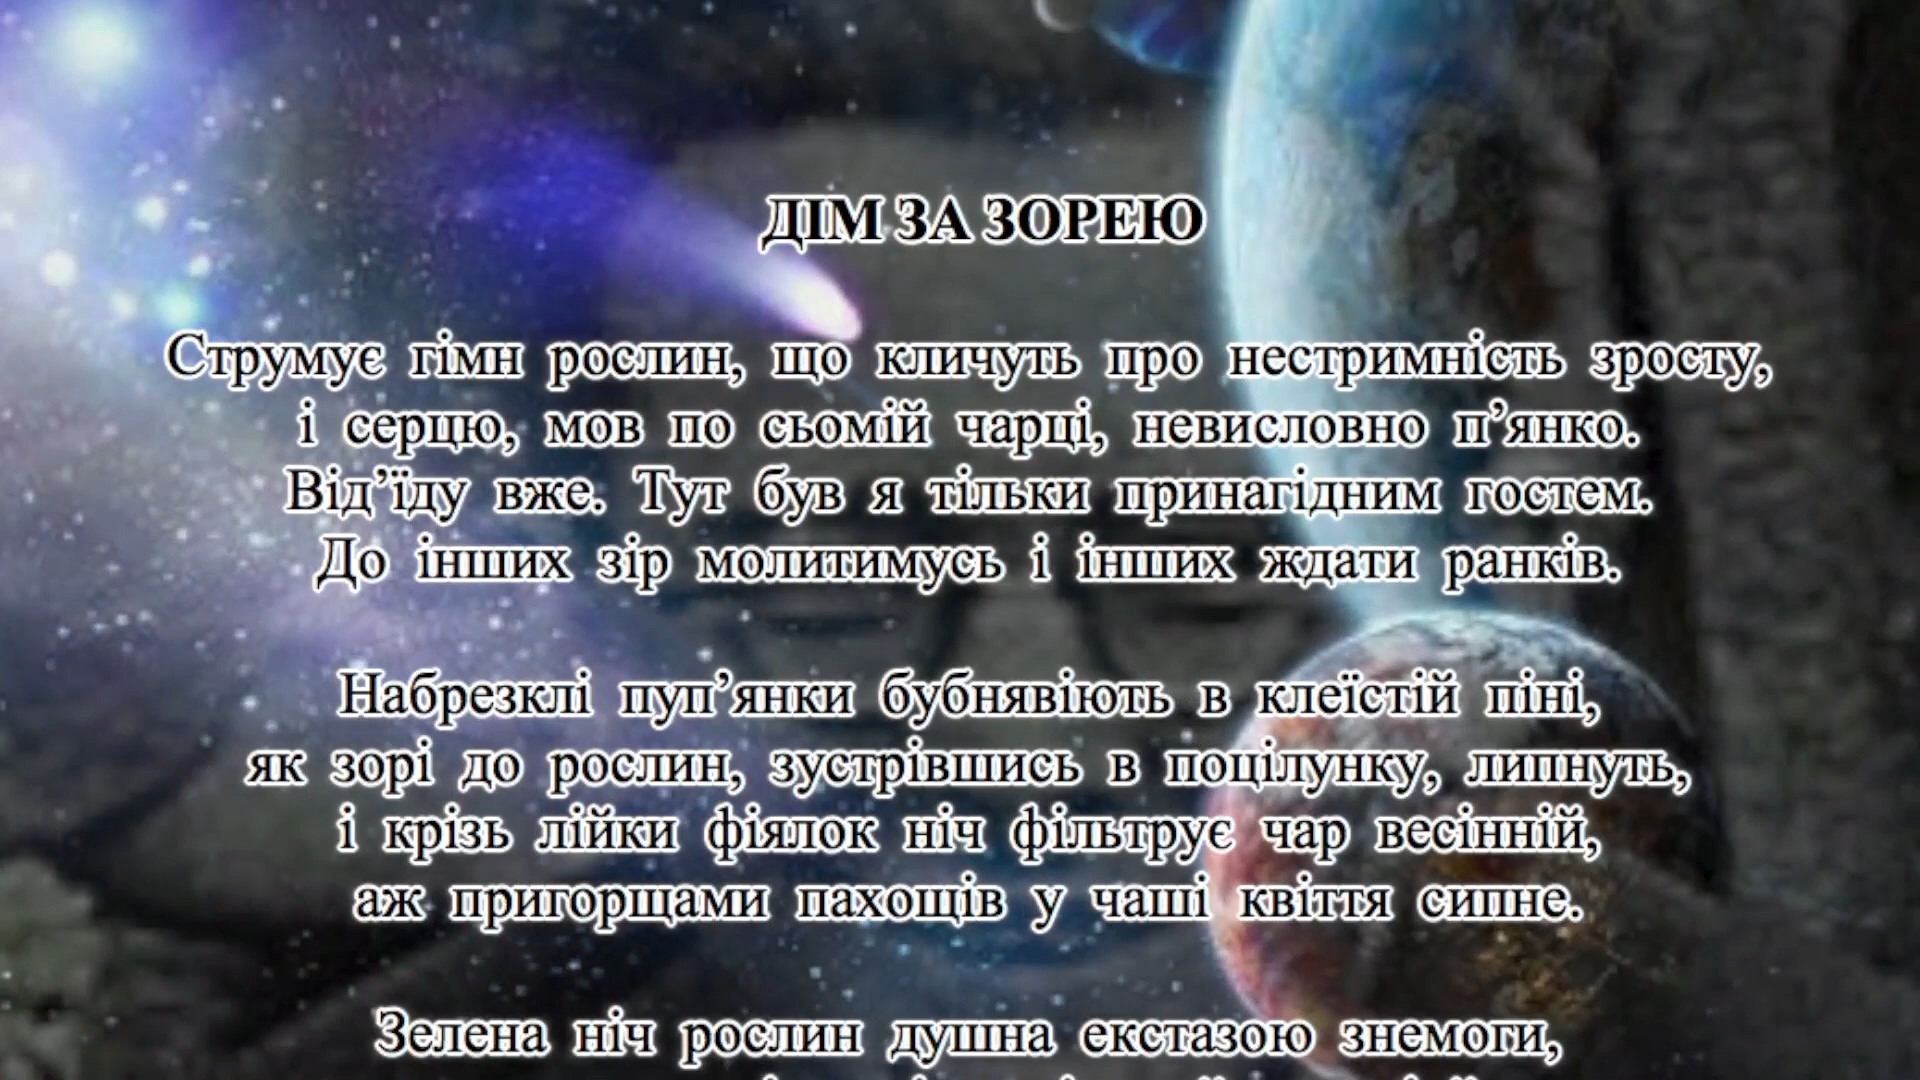 ДІМ ЗА ЗОРЕЮ
Струмує гімн рослин, що кличуть про нестримність зросту,
і серцю, мов по сьомій чарці, невисловно п’янко.
Від’їду вже. Тут був я тільки принагідним гостем.
До інших зір молитимусь і інших ждати ранків.
Набрезклі пуп’янки бубнявіють в клеїстій піні,
як зорі до рослин, зустрівшись в поцілунку, липнуть,
і крізь лійки фіялок ніч фільтрує чар весінній,
аж пригорщами пахощів у чаші квіття сипне.
Зелена ніч рослин душна екстазою знемоги,